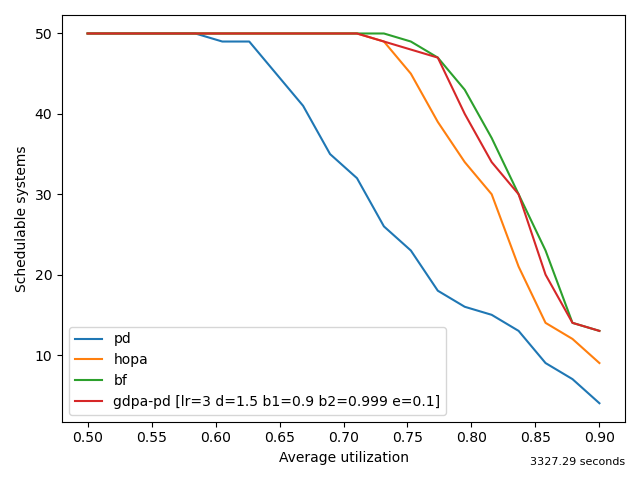 50
40
30
20
10
Schedulable systems
pd
hopa
bf
gdpa-pd [lr=3 d=1.5 b1=0.9 b2=0.999 e=0.1]
0.50 0.55 0.60 0.65 0.70 0.75 0.80 0.85 0.90
Average utilization
3327.29 seconds